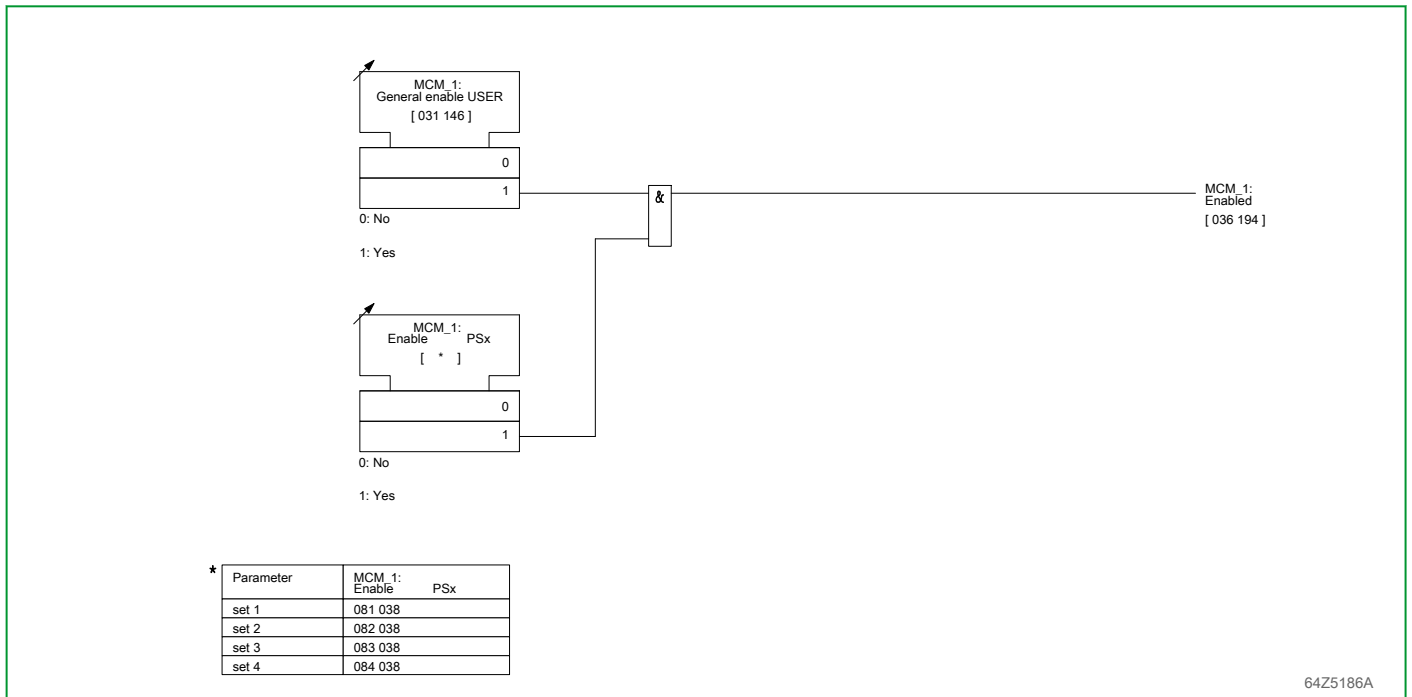 MCM_1:
General enable USER
[ 031 146 ]
0
1
0: No
1: Yes
&
MCM_1:
Enabled
[ 036 194 ]
MCM_1:
Enable PSx
[ * ]
0
1
0: No
1: Yes
* Parameter MCM_1:
Enable PSx
set 1 081 038
set 2 082 038
set 3 083 038
set 4 084 038
64Z5186A